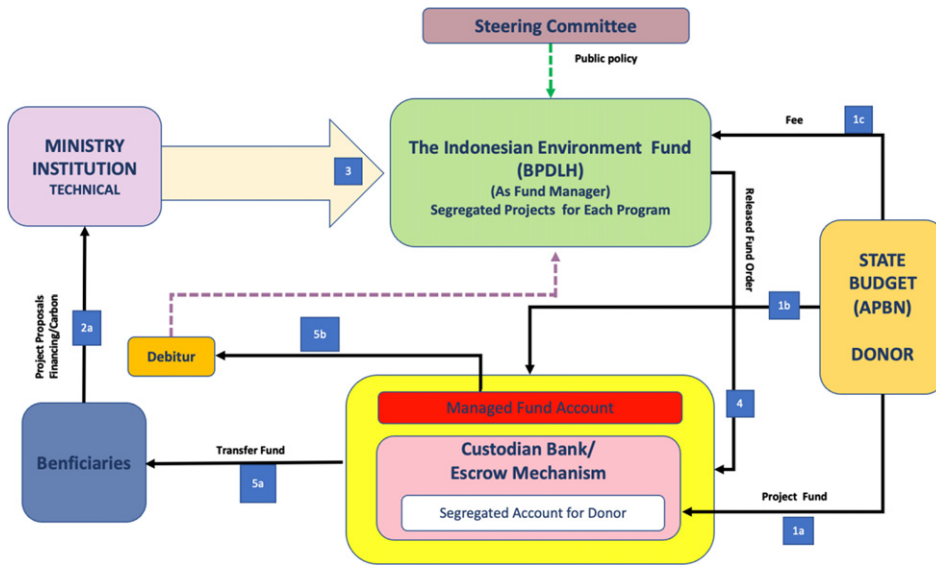 Steering Committee
Public policy
MINISTRY
INSTITUTION
TECHNICAL
3
The Indonesian Environment Fund
(BPDLH)
(As Fund Manager)
Segregated Projects for Each Program
Fee
1c
Released Fund Order
STATE
BUDGET
(APBN)
DONOR
1b
Project Proposals
Financing/Carbon
2a
Debitur
5b
4
Managed Fund Account
Custodian Bank/
Escrow Mechanism
Segregated Account for Donor
Benficiaries
Transfer Fund
5a
Project Fund
1a